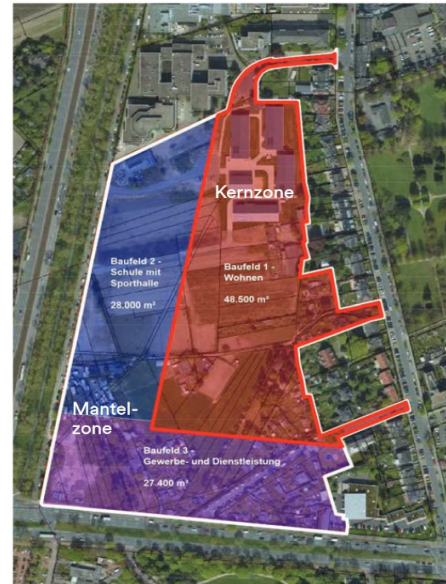 Kernzone
Baufeld 2 -
Schule mit
Sporthalle
28.000 m²
Baufeld 1 -
Wohnen
48.500 m²
Mantel-
zone
Baufeld 3 -
Gewerbe- und Dienstleistung
27.400 m²